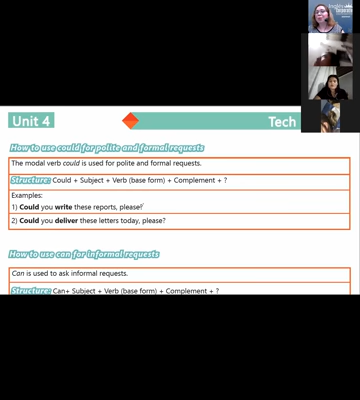 Unit 4
Tech
How to use could for polite and formal requests
The modal verb could is used for polite and formal requests.
Structure: Could + Subject + Verb (base form) + Complement + ?
Examples:
1) Could you write these reports, please?
2) Could you deliver these letters today, please?
How to use can for informal requests
Can is used to ask informal requests.
Structure: Can+ Subject + Verb (base form) + Complement + ?